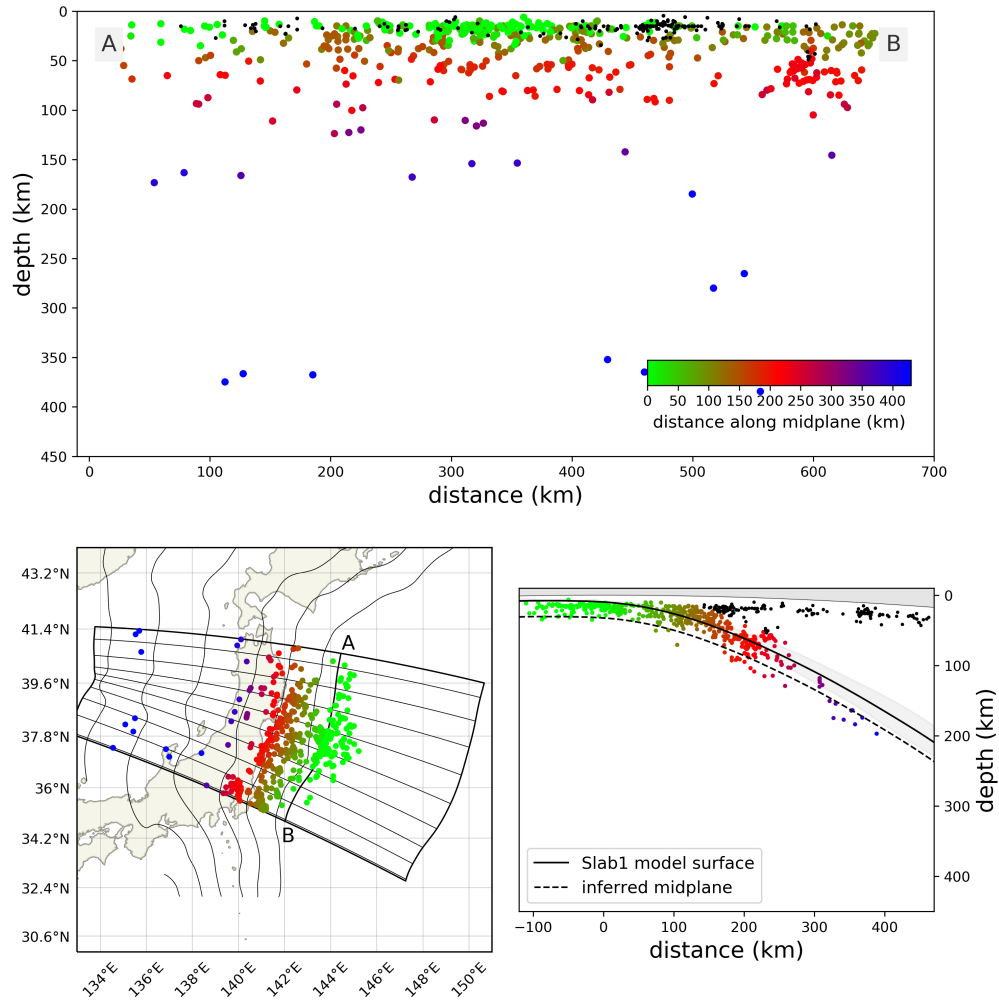 0
50
100
150
200
250
300
350
400
450
depth (km)
A
B
0 50 100 150 200 250 300 350 400
distance along midplane (km)
0 100 200 300 400 500 600 700
distance (km)
43.2°N
41.4°N
39.6°N
37.8°N
36°N
34.2°N
32.4°N
30.6°N
A
B
134°E 136°E 138°E 140°E 142°E 144°E 146°E 148°E 150°E
0
100
200
300
400
depth (km)
Slab1 model surface
inferred midplane
−100 0 100 200 300 400
distance (km)